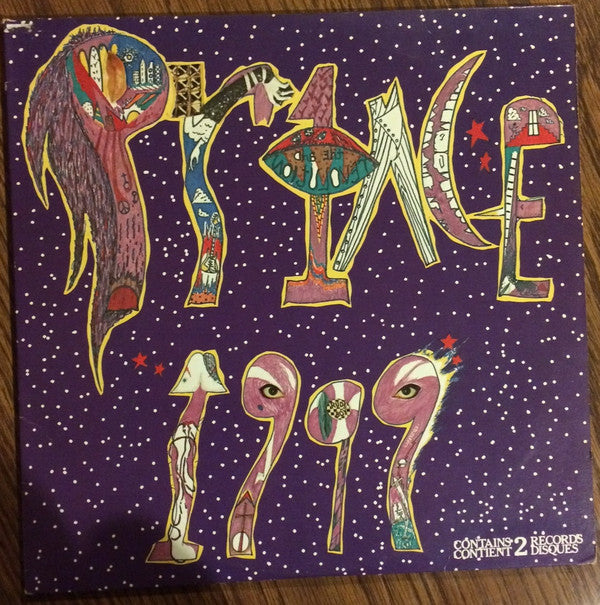 PRINCE
1999
CONTAINS 2 RECORDS
CONTIENT DISQUES